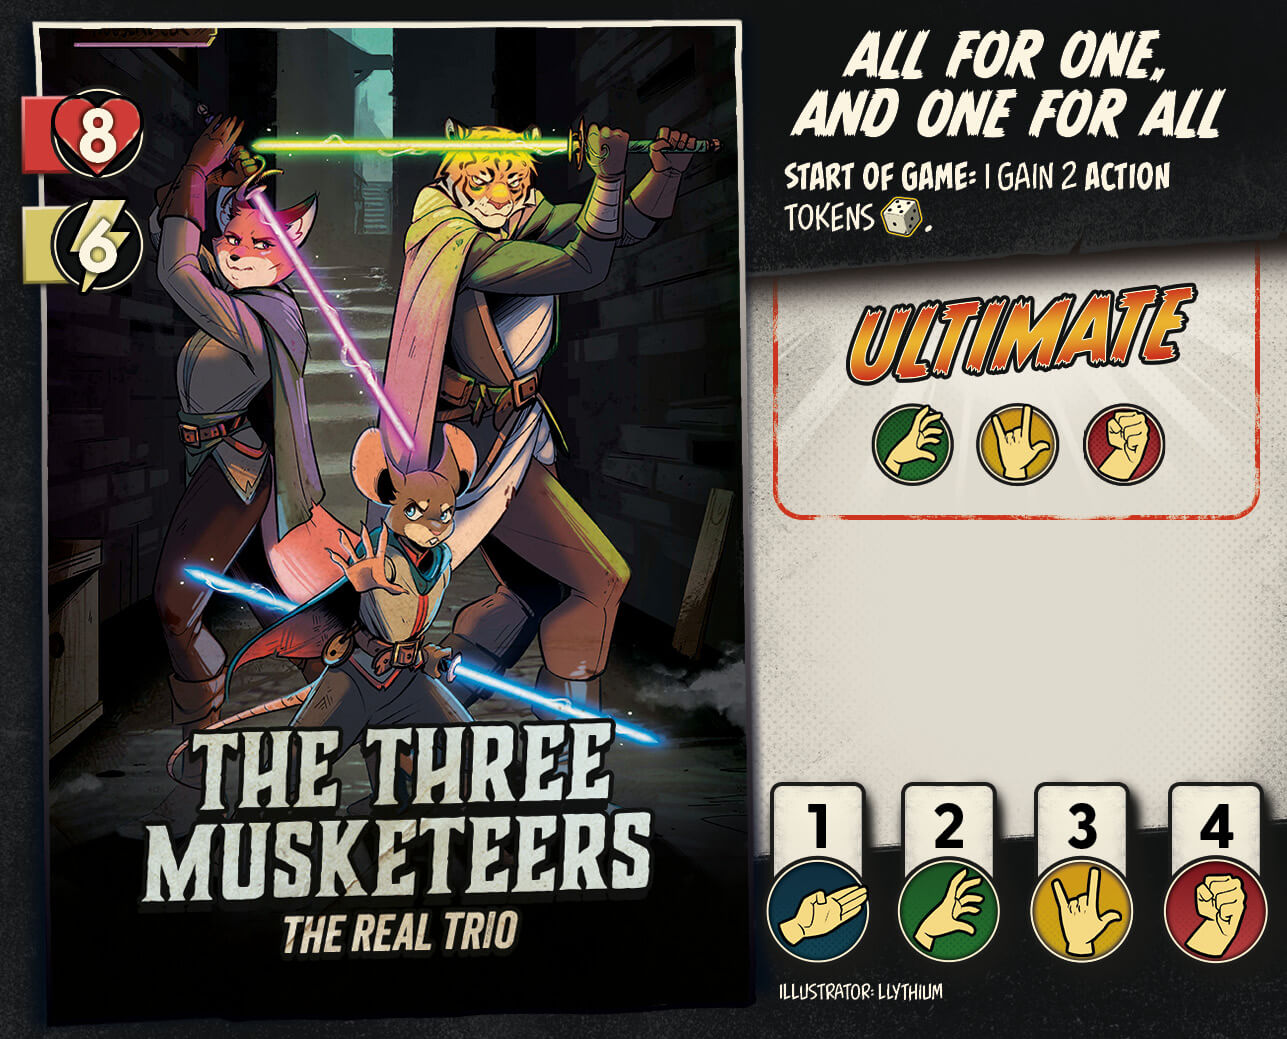 8
6
ALL FOR ONE,
AND ONE FOR ALL
START OF GAME: I GAIN 2 ACTION
TOKENS .
ULTIMATE
THE THREE
MUSKETEERS
THE REAL TRIO
1 2 3 4
ILLUSTRATOR: LLYTHIUM